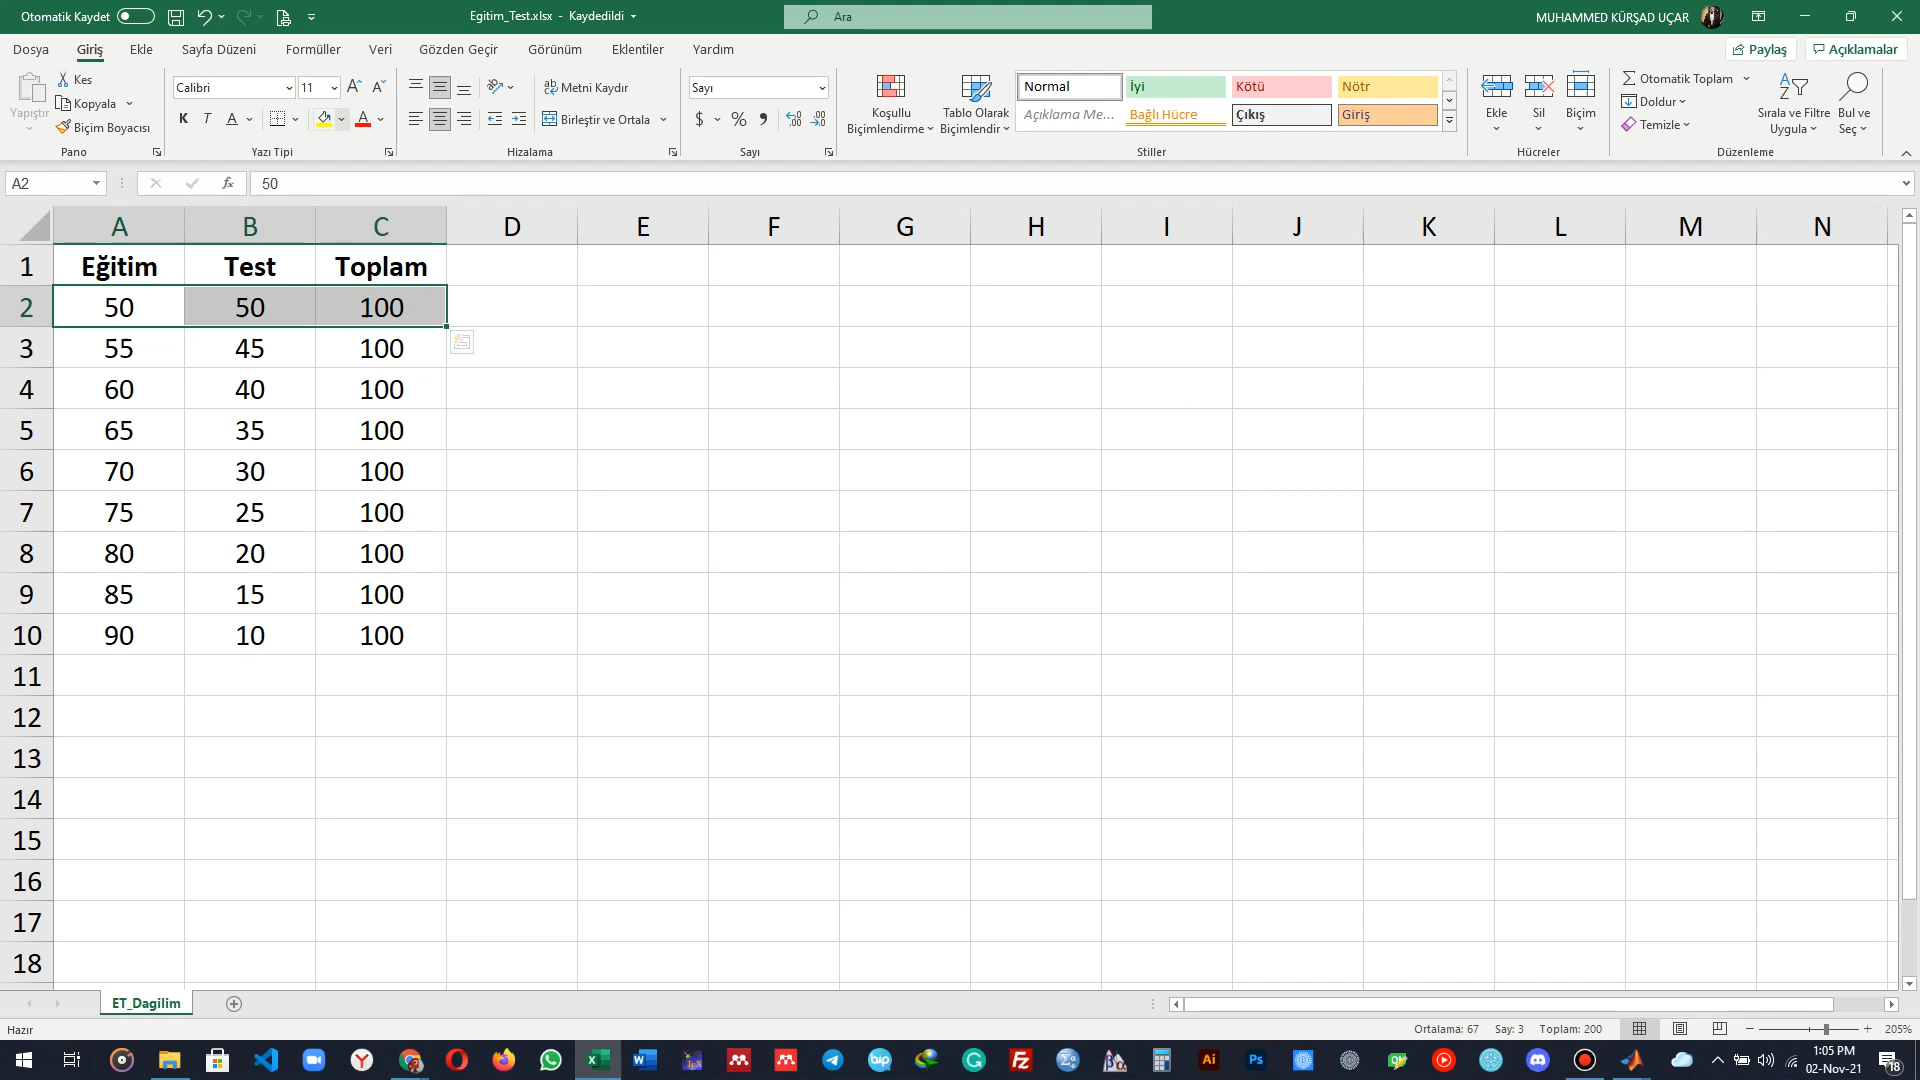 Otomatik Kaydet
Egitim_Test.xlsx - Kaydedildi
Ara
MUHAMMED KÜRŞAD UÇAR
Dosya Giriş Ekle Sayfa Düzeni Formüller Veri Gözden Geçir Görünüm Eklentiler Yardım
Paylaş Açıklamalar
Yapıştır
Kes
Kopyala
Biçim Boyacısı
Pano
Calibri 11
K T A
Yazı Tipi
Metni Kaydır
Birleştir ve Ortala
Hizalama
Sayı
$ %
Sayı
Koşullu
Biçimlendirme
Tablo Olarak
Biçimlendir
Normal İyi Kötü Nötr
Açıklama Me... Bağlı Hücre Çıkış Giriş
Stiller
Ekle Sil Biçim
Hücreler
Otomatik Toplam
Doldur
Temizle
Sırala ve Filtre
Uygula
Bul ve
Seç
Düzenleme
A2 fx 50
A B C D E F G H I J K L M N
1 Eğitim Test Toplam
2 50 50 100
3 55 45 100
4 60 40 100
5 65 35 100
6 70 30 100
7 75 25 100
8 80 20 100
9 85 15 100
10 90 10 100
11
12
13
14
15
16
17
18
ET_Dagilim
Hazır
Ortalama: 67 Say: 3 Toplam: 200
205%
1:05 PM
02-Nov-21
18